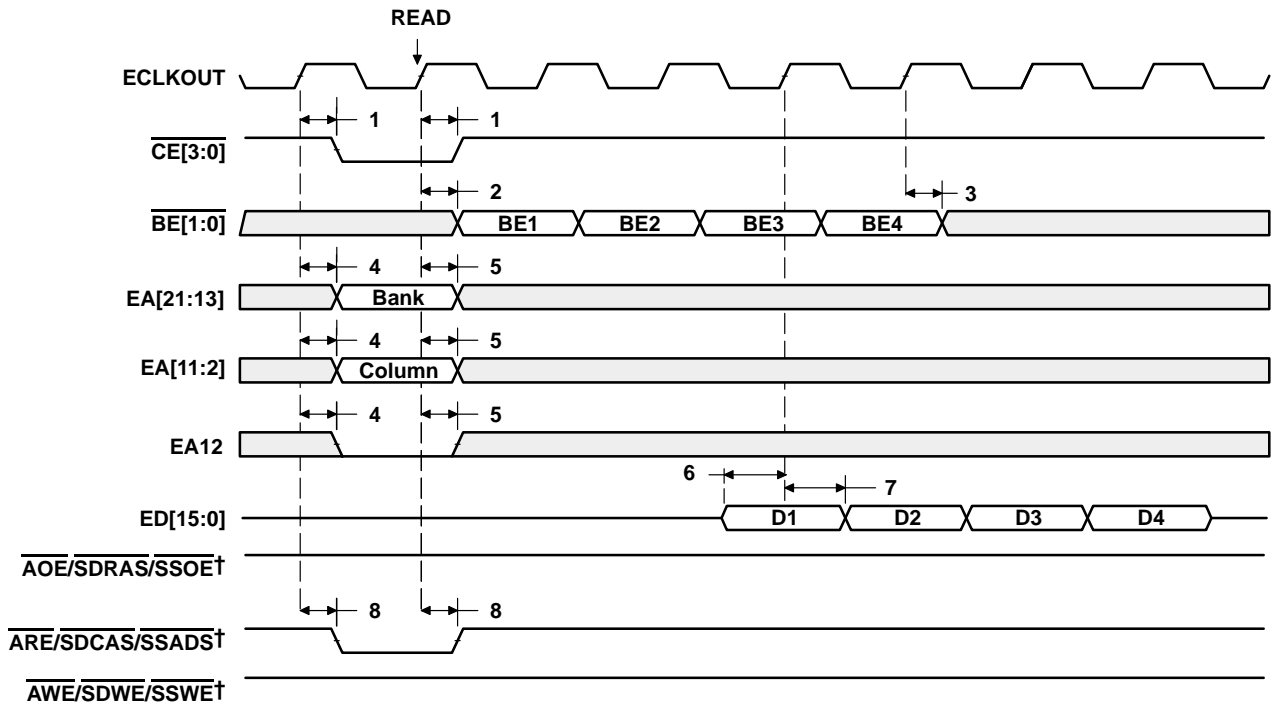 READ
ECLKOUT
1 1
CE[3:0]
2 3
BE[1:0] BE1 BE2 BE3 BE4
4 5
EA[21:13] Bank
4 5
EA[11:2] Column
4 5
EA12
6 7
ED[15:0] D1 D2 D3 D4
AOE/SDRAS/SSOE†
8 8
ARE/SDCAS/SSADS†
AWE/SDWE/SSWE†